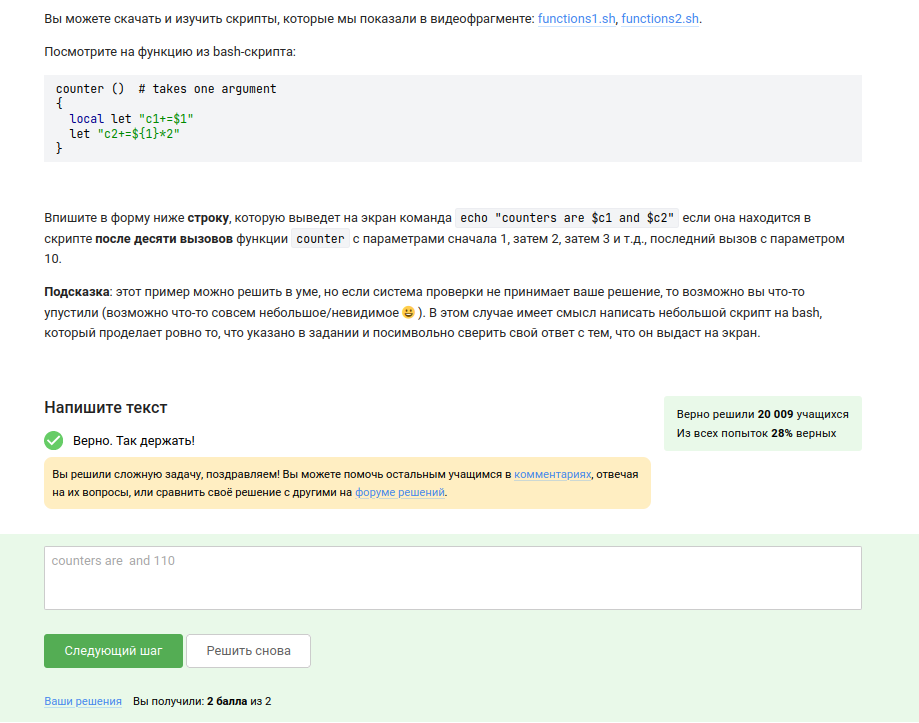 Вы можете скачать и изучить скрипты, которые мы показали в видеофрагменте: functions1.sh, functions2.sh.
Посмотрите на функцию из bash-скрипта:
counter ()  # takes one argument
{
  local let "c1+=$1"
  let "c2+=${1}*2"
}
Впишите в форму ниже строку, которую выведет на экран команда echo "counters are $c1 and $c2" если она находится в
скрипте после десяти вызовов функции counter с параметрами сначала 1, затем 2, затем 3 и т.д., последний вызов с параметром
10.
Подсказка: этот пример можно решить в уме, но если система проверки не принимает ваше решение, то возможно вы что-то
упустили (возможно что-то совсем небольшое/невидимое 😀). В этом случае имеет смысл написать небольшой скрипт на bash,
который проделает ровно то, что указано в задании и посимвольно сверить свой ответ с тем, что он выдаст на экран.
Напишите текст
Верно решили 20 009 учащихся
Из всех попыток 28% верных
Верно. Так держать!
Вы решили сложную задачу, поздравляем! Вы можете помочь остальным учащимся в комментариях, отвечая
на их вопросы, или сравнить своё решение с другими на форуме решений.
counters are  and 110
Следующий шаг
Решить снова
Ваши решения Вы получили: 2 балла из 2